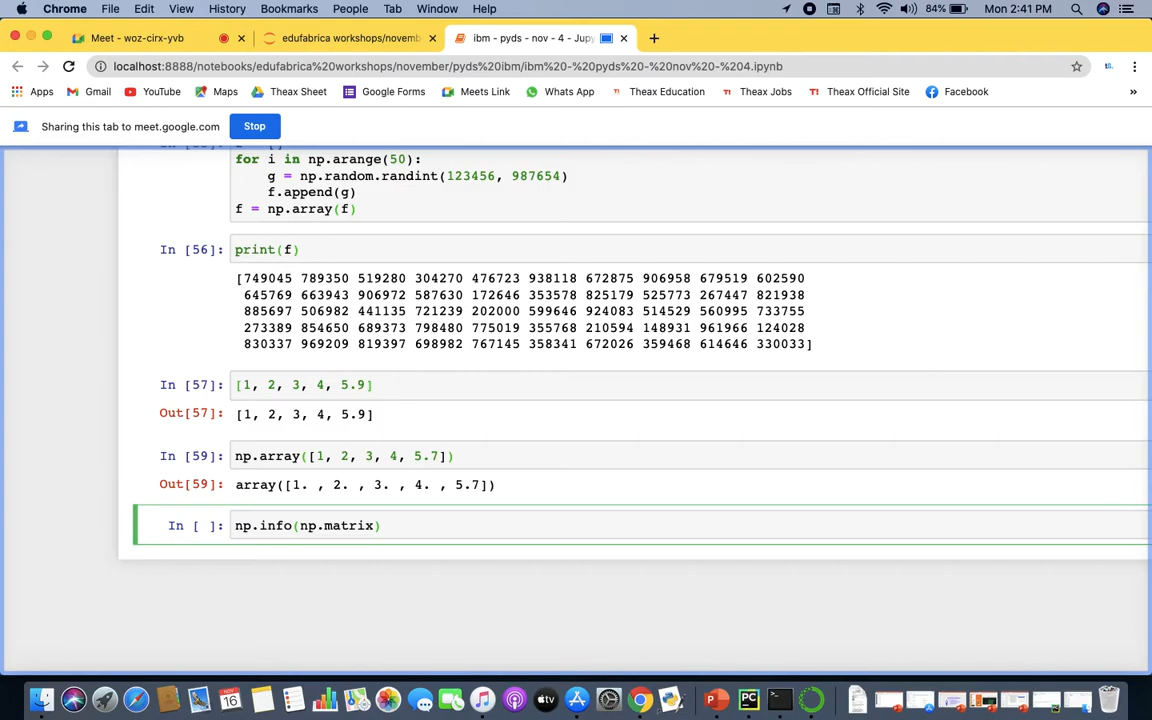 Chrome File Edit View History Bookmarks People Tab Window Help 84% Mon 2:41 PM
Meet - woz-cirx-yvb edufabrica workshops/novemb ibm - pyds - nov - 4 - Jupy
localhost:8888/notebooks/edufabrica%20workshops/november/pyds%20ibm/ibm%20-%20pyds%20-%20nov%20-%204.ipynb
Apps Gmail YouTube Maps Theax Sheet Google Forms Meets Link Whats App Theax Education Theax Jobs Theax Official Site Facebook
Sharing this tab to meet.google.com Stop
for i in np.arange(50):
g = np.random.randint(123456, 987654)
f.append(g)
f = np.array(f)
In [56]: print(f)
[749045 789350 519280 304270 476723 938118 672875 906958 679519 602590
645769 663943 906972 587630 172646 353578 825179 525773 267447 821938
885697 506982 441135 721239 202000 599646 924083 514529 560995 733755
273389 854650 689373 798480 775019 355768 210594 148931 961966 124028
830337 969209 819397 698982 767145 358341 672026 359468 614646 330033]
In [57]: [1, 2, 3, 4, 5.9]
Out[57]: [1, 2, 3, 4, 5.9]
In [59]: np.array([1, 2, 3, 4, 5.7])
Out[59]: array([1. , 2. , 3. , 4. , 5.7])
In [ ]: np.info(np.matrix)
NOV 16 tv PC